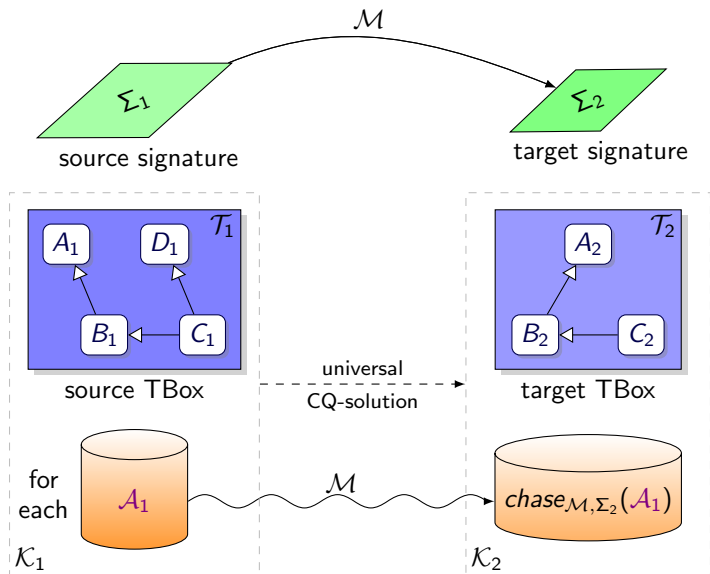 ℳ
Σ₁
Σ₂
source signature
target signature
𝒯₁
A₁
D₁
B₁
C₁
source TBox
𝒯₂
A₂
B₂
C₂
target TBox
universal
CQ-solution
for
each
𝒜₁
ℳ
chase_{ℳ,Σ₂}(𝒜₁)
𝒦₁
𝒦₂